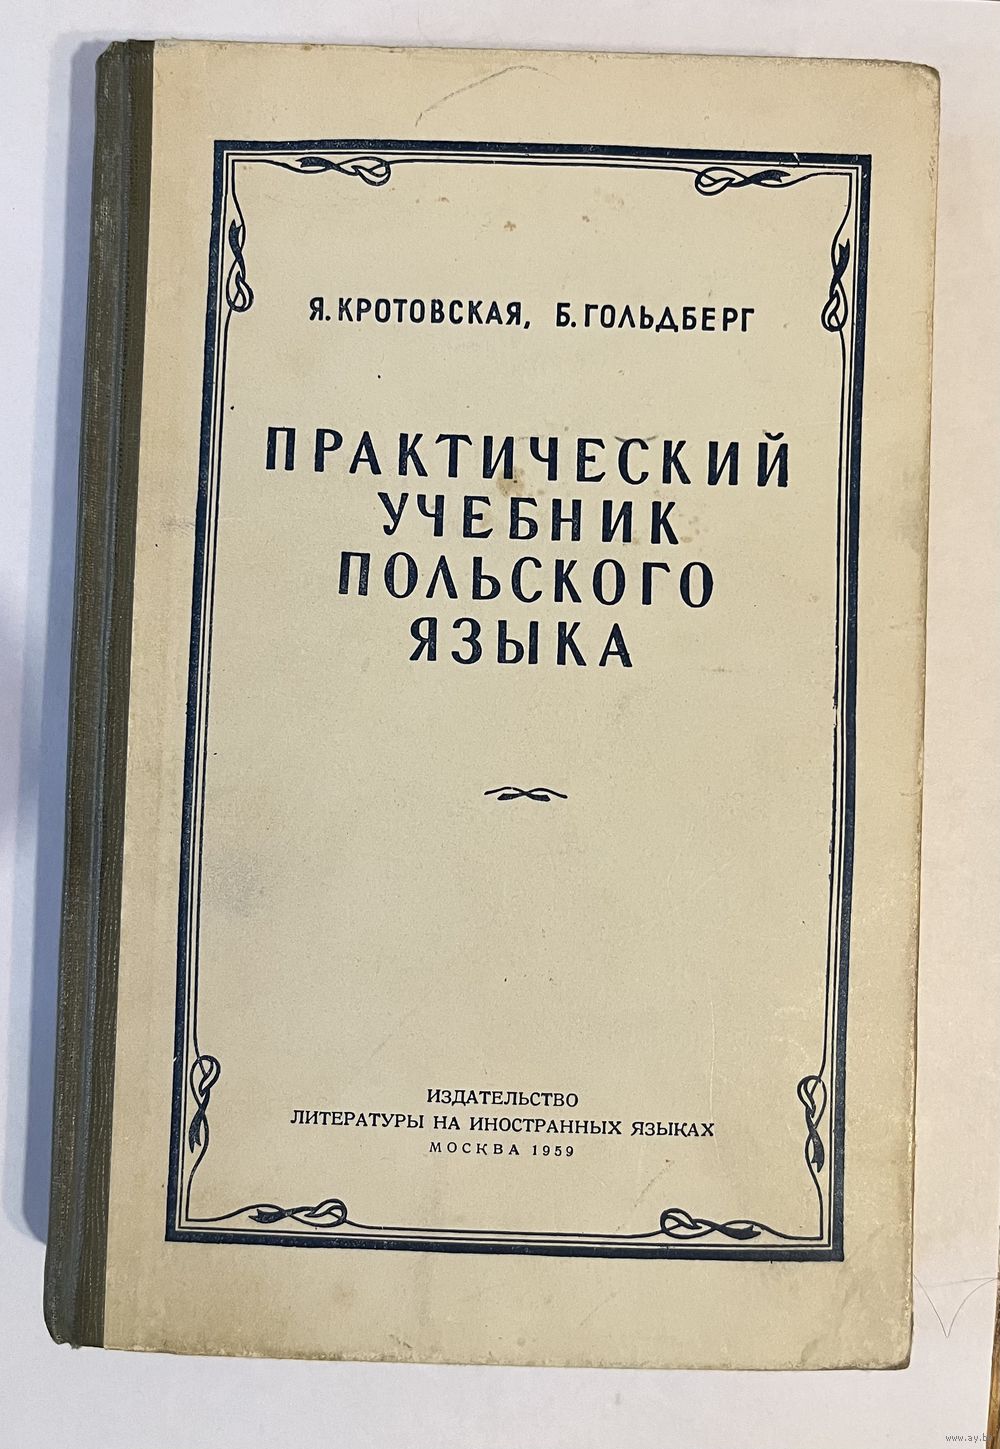 Я. КРОТОВСКАЯ, Б. ГОЛЬДБЕРГ
ПРАКТИЧЕСКИЙ
УЧЕБНИК
ПОЛЬСКОГО
ЯЗЫКА
ИЗДАТЕЛЬСТВО
ЛИТЕРАТУРЫ НА ИНОСТРАННЫХ ЯЗЫКАХ
МОСКВА 1959